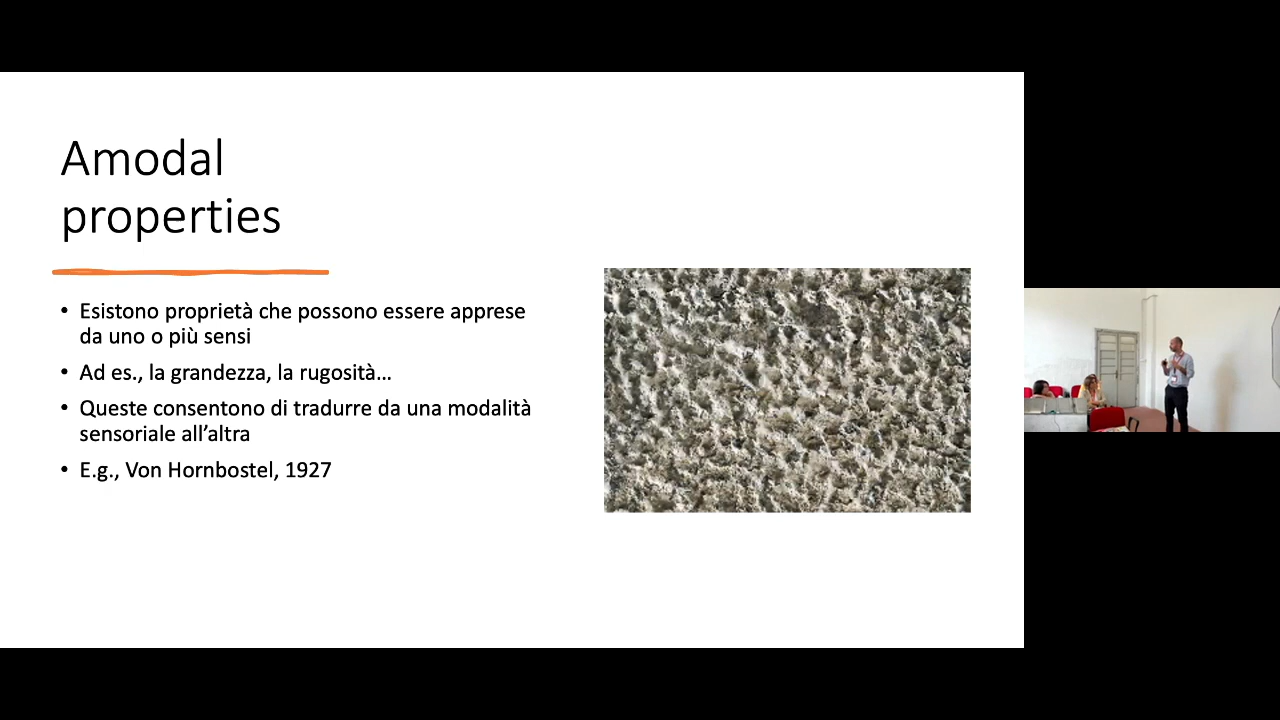 Amodal
properties
• Esistono proprietà che possono essere apprese
da uno o più sensi
• Ad es., la grandezza, la rugosità…
• Queste consentono di tradurre da una modalità
sensoriale all’altra
• E.g., Von Hornbostel, 1927